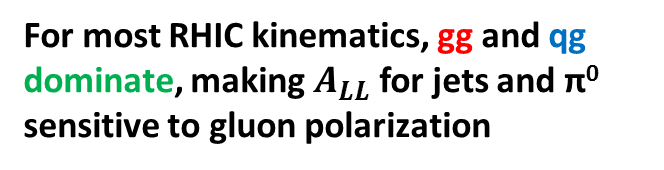 For most RHIC kinematics, gg and qg
dominate, making A_LL for jets and π⁰
sensitive to gluon polarization